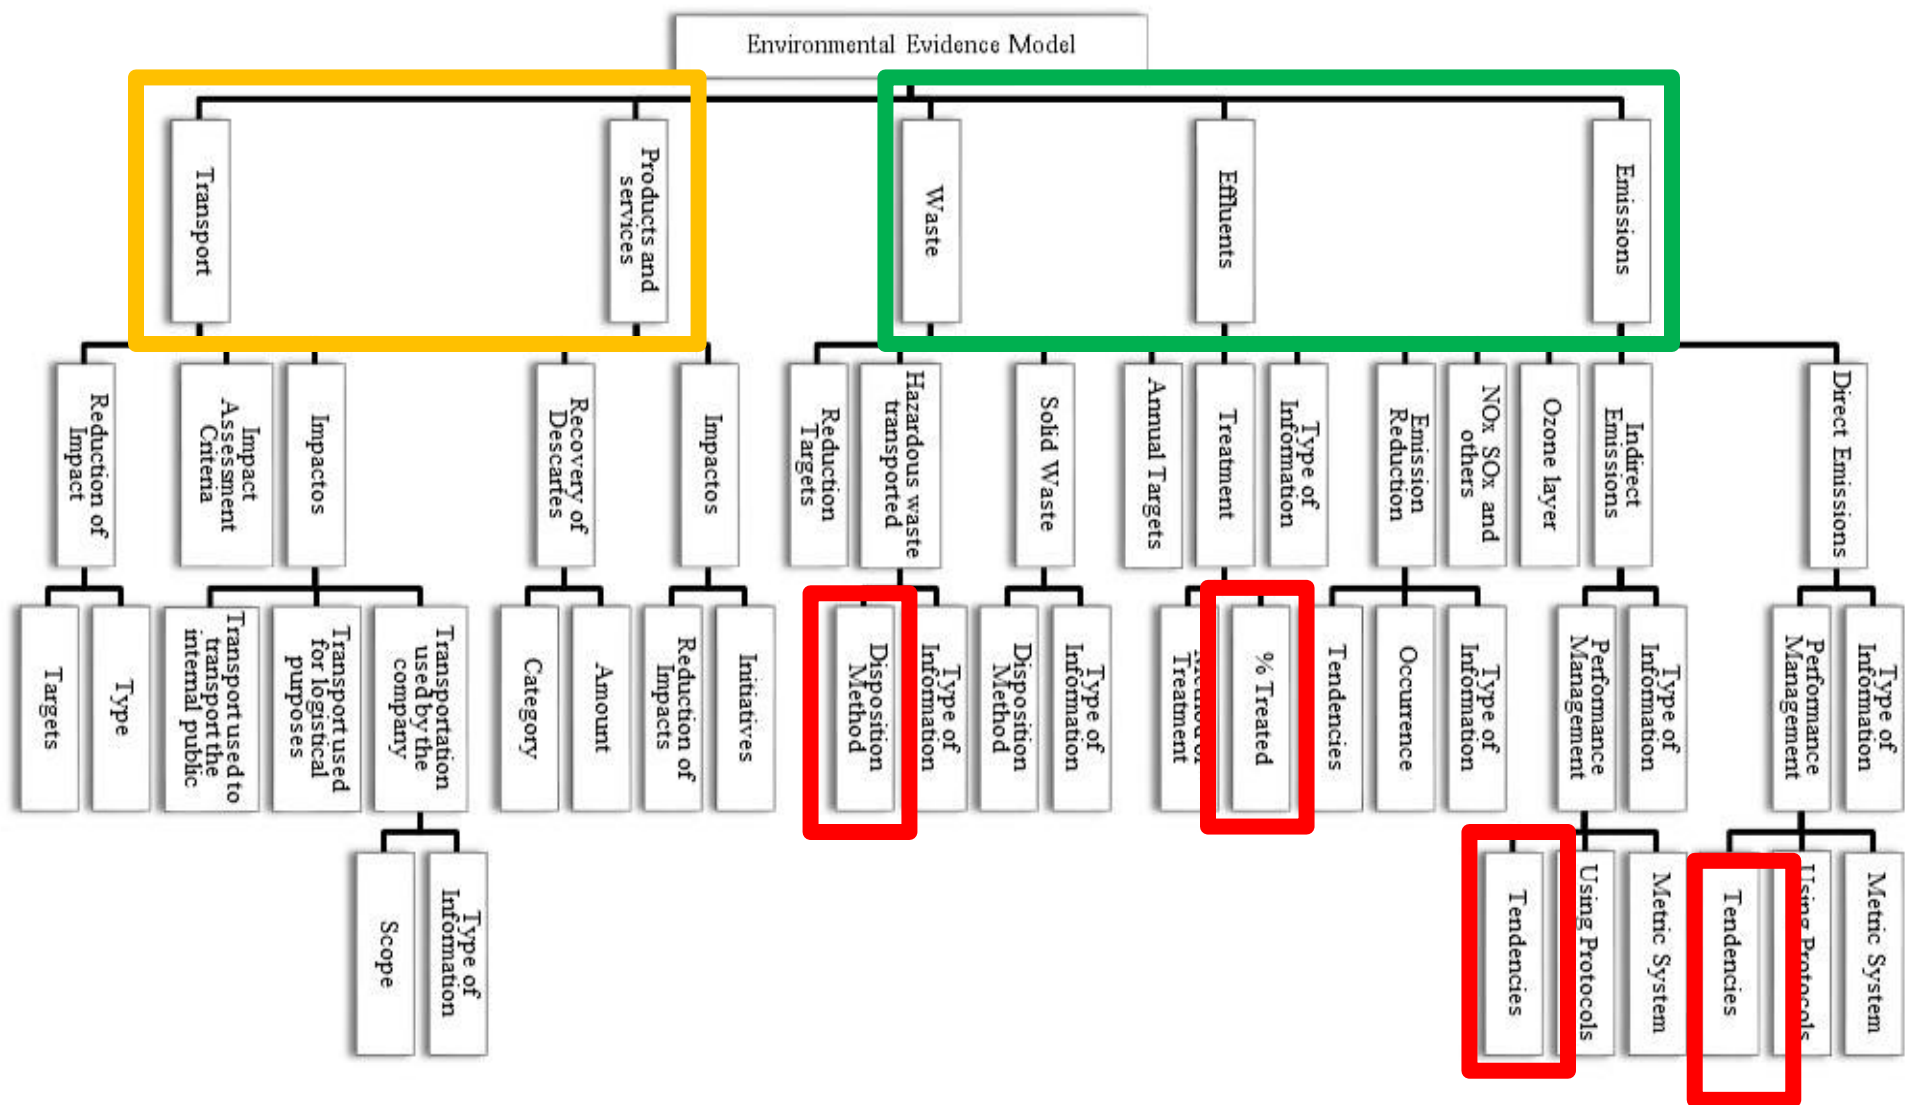 Environmental Evidence Model
Transport
Products and
services
Waste
Effluents
Emissions
Reduction of
Impact
Impact
Assessment
Criteria
Impactos
Recovery of
Descartes
Impactos
Reduction
Targets
Hazardous waste
transported
Solid Waste
Annual Targets
Treatment
Type of
Information
Emission
Reduction
NOx SOx and
others
Ozone layer
Indirect
Emissions
Direct Emissions
Targets
Type
Transport used to
transport the
internal public
Transport used
for logistical
purposes
Transportation
used by the
company
Category
Amount
Reduction of
Impacts
Initiatives
Disposition
Method
Type of
Information
Disposition
Method
Type of
Information
Method of
Treatment
% Treated
Tendencies
Occurrence
Type of
Information
Performance
Management
Type of
Information
Performance
Management
Type of
Information
Scope
Type of
Information
Tendencies
Using Protocols
Metric System
Tendencies
Using Protocols
Metric System